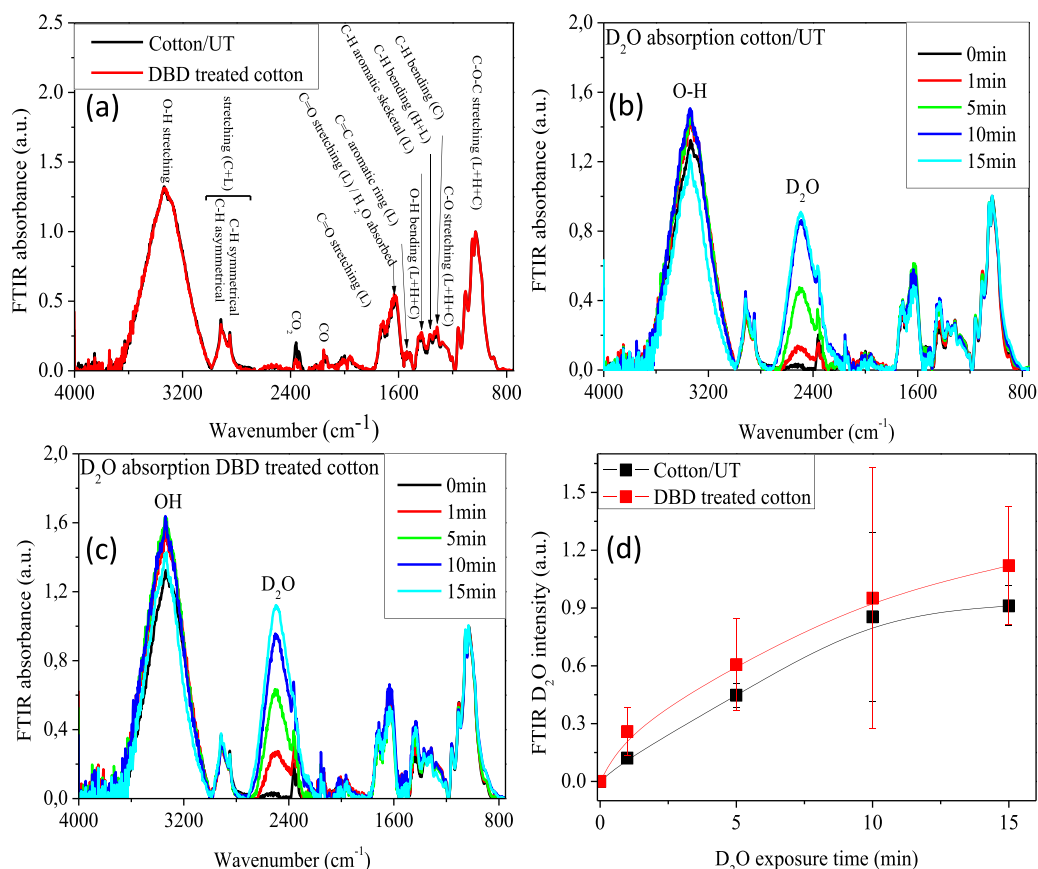 (a)
Cotton/UT
DBD treated cotton
O-H stretching
C-H asymmetrical
C-H symmetrical
stretching (C+L)
CO₂
CO
C=O stretching (L)
C=O stretching (L) / H₂O absorbed
C=C aromatic ring (L)
C-H aromatic skeketal (L)
O-H bending (L+H+C)
C-H bending (H+L)
C-H bending (C)
C-O stretching (L+H+C)
C-O-C stretching (L+H+C)
FTIR absorbance (a.u.)
2.5
2.0
1.5
1.0
0.5
0.0
4000 3200 2400 1600 800
Wavenumber (cm⁻¹)
D₂O absorption cotton/UT
(b)
O-H
D₂O
0min
1min
5min
10min
15min
FTIR absorbance (a.u.)
2,0
1,6
1,2
0,8
0,4
0,0
4000 3200 2400 1600 800
Wavenumber (cm⁻¹)
D₂O absorption DBD treated cotton
(c)
OH
D₂O
0min
1min
5min
10min
15min
FTIR absorbance (a.u.)
2,0
1,6
1,2
0,8
0,4
0,0
4000 3200 2400 1600 800
Wavenumber (cm⁻¹)
Cotton/UT
DBD treated cotton
(d)
FTIR D₂O intensity (a.u.)
1.5
1.2
0.9
0.6
0.3
0.0
0 5 10 15
D₂O exposure time (min)